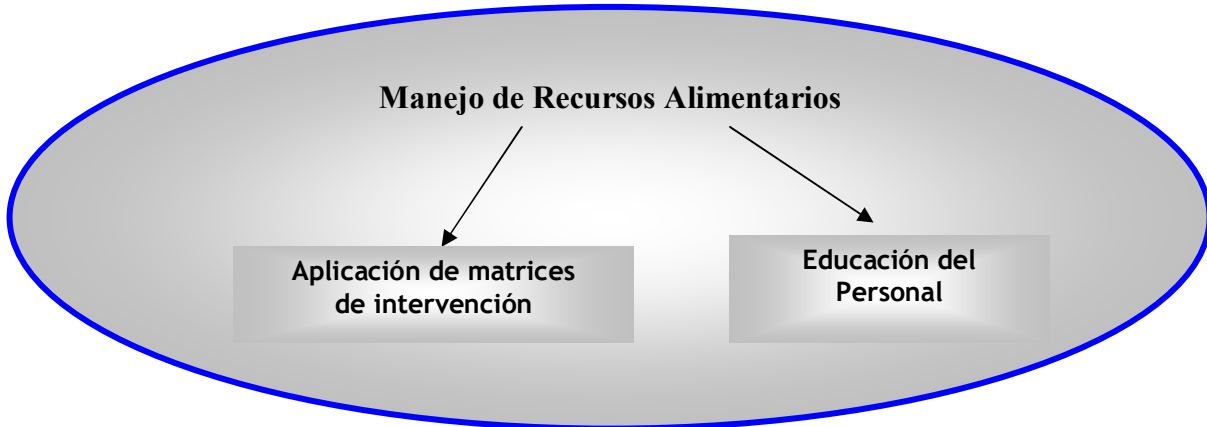 Manejo de Recursos Alimentarios
Aplicación de matrices
de intervención
Educación del
Personal